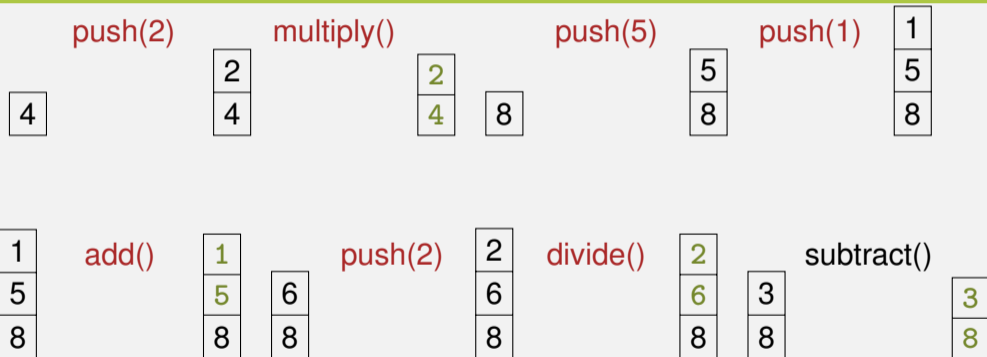 push(2) multiply() push(5) push(1) 1
2 2 5 5
4 4 4 8 8 8
1 add() 1 push(2) 2 divide() 2 subtract()
5 5 6 6 6 3 3
8 8 8 8 8 8 8